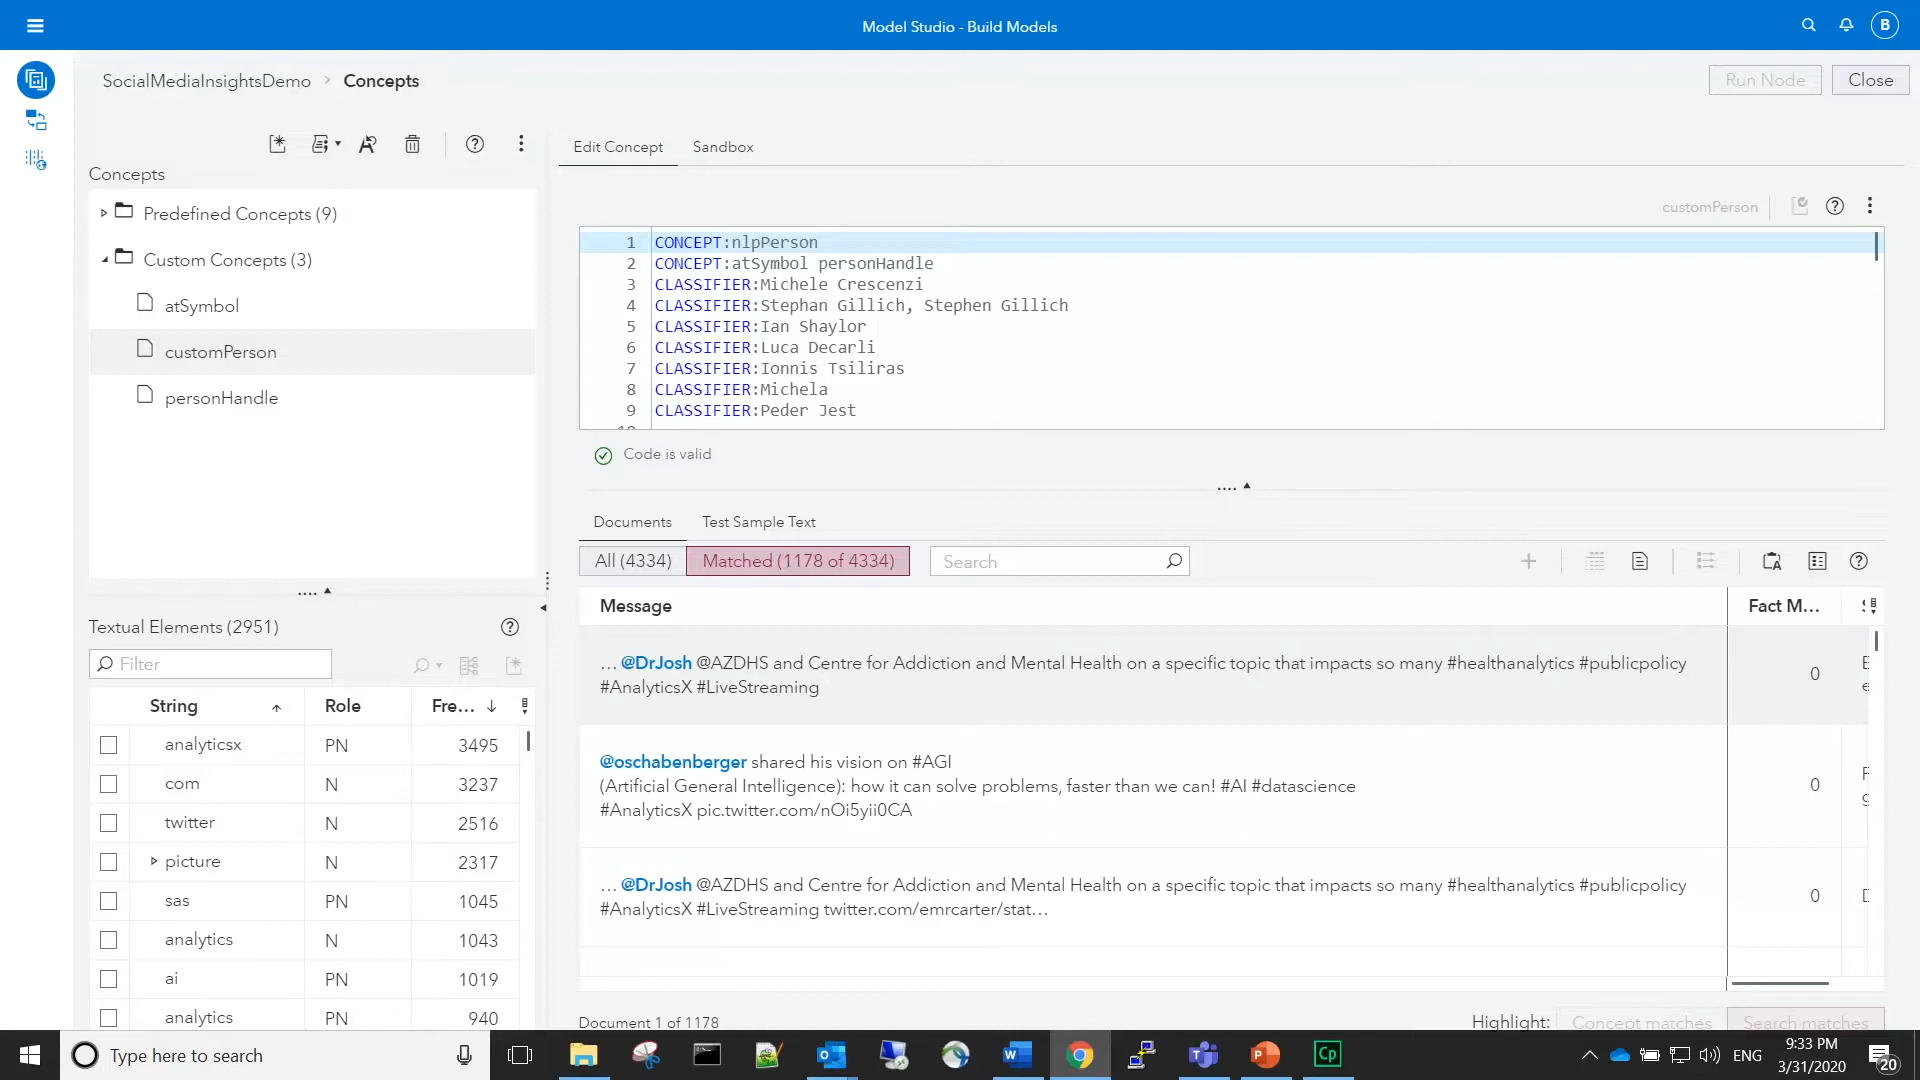 Model Studio - Build Models
B
SocialMediaInsightsDemo > Concepts
Run Node
Close
Concepts
Predefined Concepts (9)
Custom Concepts (3)
atSymbol
customPerson
personHandle
Edit Concept
Sandbox
customPerson
1 CONCEPT:nlpPerson
2 CONCEPT:atSymbol personHandle
3 CLASSIFIER:Michele Crescenzi
4 CLASSIFIER:Stephan Gillich, Stephen Gillich
5 CLASSIFIER:Ian Shaylor
6 CLASSIFIER:Luca Decarli
7 CLASSIFIER:Ionnis Tsiliras
8 CLASSIFIER:Michela
9 CLASSIFIER:Peder Jest
Code is valid
Documents
Test Sample Text
All (4334)
Matched (1178 of 4334)
Search
Message
Fact M...
... @DrJosh @AZDHS and Centre for Addiction and Mental Health on a specific topic that impacts so many #healthanalytics #publicpolicy
#AnalyticsX #LiveStreaming
0
@oschabenberger shared his vision on #AGI
(Artificial General Intelligence): how it can solve problems, faster than we can! #AI #datascience
#AnalyticsX pic.twitter.com/nOi5yii0CA
0
... @DrJosh @AZDHS and Centre for Addiction and Mental Health on a specific topic that impacts so many #healthanalytics #publicpolicy
#AnalyticsX #LiveStreaming twitter.com/emrcarter/stat...
0
Document 1 of 1178
Highlight:
Concept matches
Search matches
Textual Elements (2951)
Filter
String Role Fre...
analyticsx PN 3495
com N 3237
twitter N 2516
picture N 2317
sas PN 1045
analytics N 1043
ai PN 1019
analytics PN 940
Type here to search
ENG
9:33 PM
3/31/2020
20